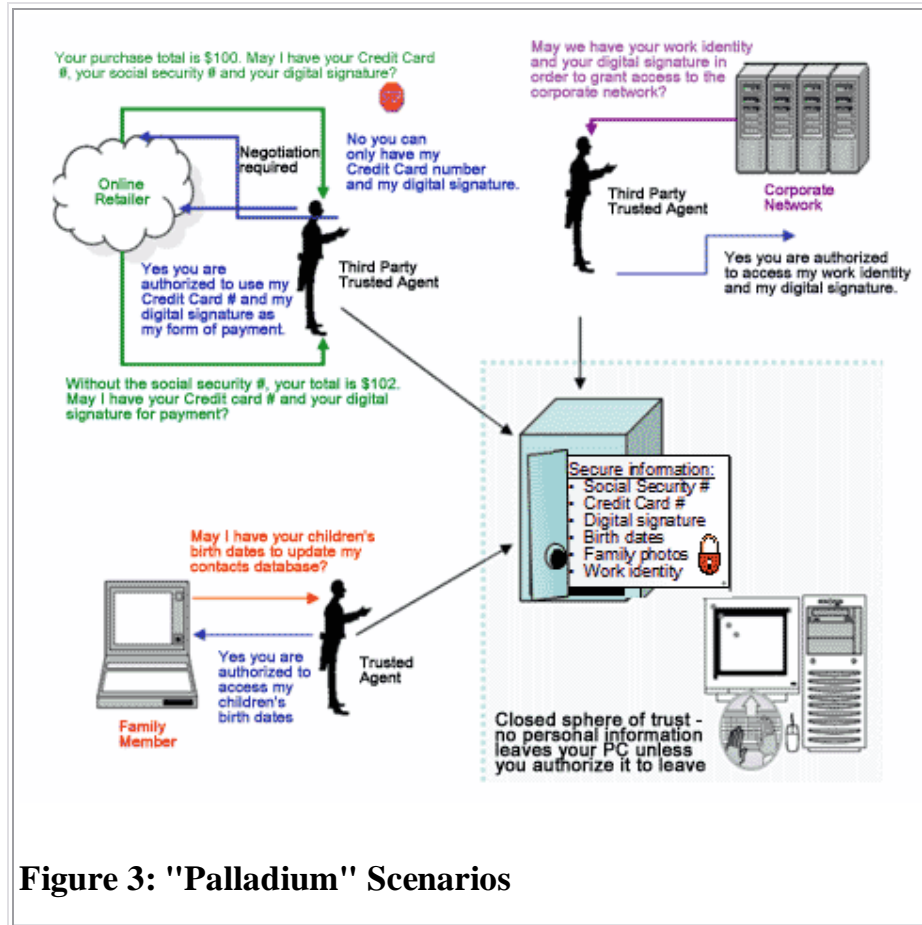 Your purchase total is $100. May I have your Credit Card
#, your social security # and your digital signature?
Negotiation
required
No you can
only have my
Credit Card number
and my digital signature.
Online
Retailer
Yes you are
authorized to use my
Credit Card # and my
digital signature as
my form of payment.
Third Party
Trusted Agent
Without the social security #, your total is $102.
May I have your Credit card # and your digital
signature for payment?
May we have your work identity
and your digital signature in
order to grant access to the
corporate network?
Third Party
Trusted Agent
Corporate
Network
Yes you are authorized
to access my work identity
and my digital signature.
Secure information:
• Social Security #
• Credit Card #
• Digital signature
• Birth dates
• Family photos
• Work identity
May I have your children's
birth dates to update my
contacts database?
Yes you are
authorized to
access my
children's
birth dates
Trusted
Agent
Family
Member
Closed sphere of trust -
no personal information
leaves your PC unless
you authorize it to leave
Figure 3: "Palladium" Scenarios